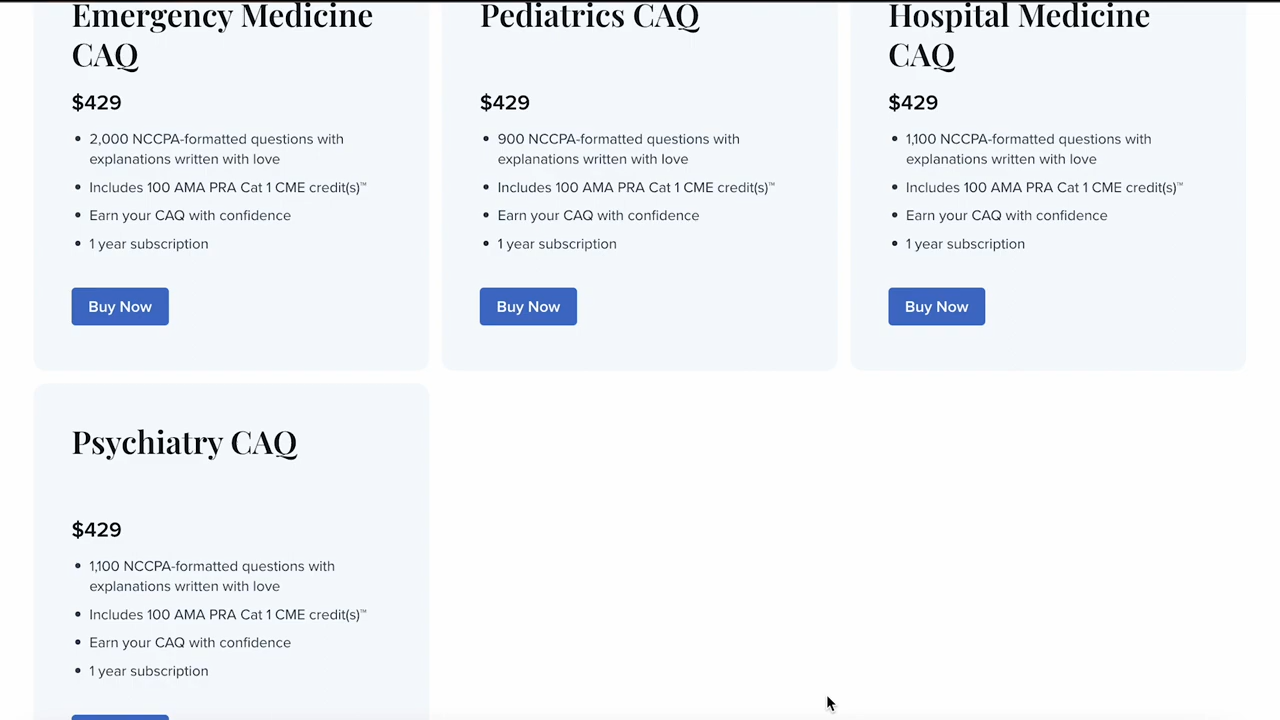 Emergency Medicine
CAQ
$429
• 2,000 NCCPA-formatted questions with
explanations written with love
• Includes 100 AMA PRA Cat 1 CME credit(s)™
• Earn your CAQ with confidence
• 1 year subscription
Buy Now
Pediatrics CAQ
$429
• 900 NCCPA-formatted questions with
explanations written with love
• Includes 100 AMA PRA Cat 1 CME credit(s)™
• Earn your CAQ with confidence
• 1 year subscription
Buy Now
Hospital Medicine
CAQ
$429
• 1,100 NCCPA-formatted questions with
explanations written with love
• Includes 100 AMA PRA Cat 1 CME credit(s)™
• Earn your CAQ with confidence
• 1 year subscription
Buy Now
Psychiatry CAQ
$429
• 1,100 NCCPA-formatted questions with
explanations written with love
• Includes 100 AMA PRA Cat 1 CME credit(s)™
• Earn your CAQ with confidence
• 1 year subscription